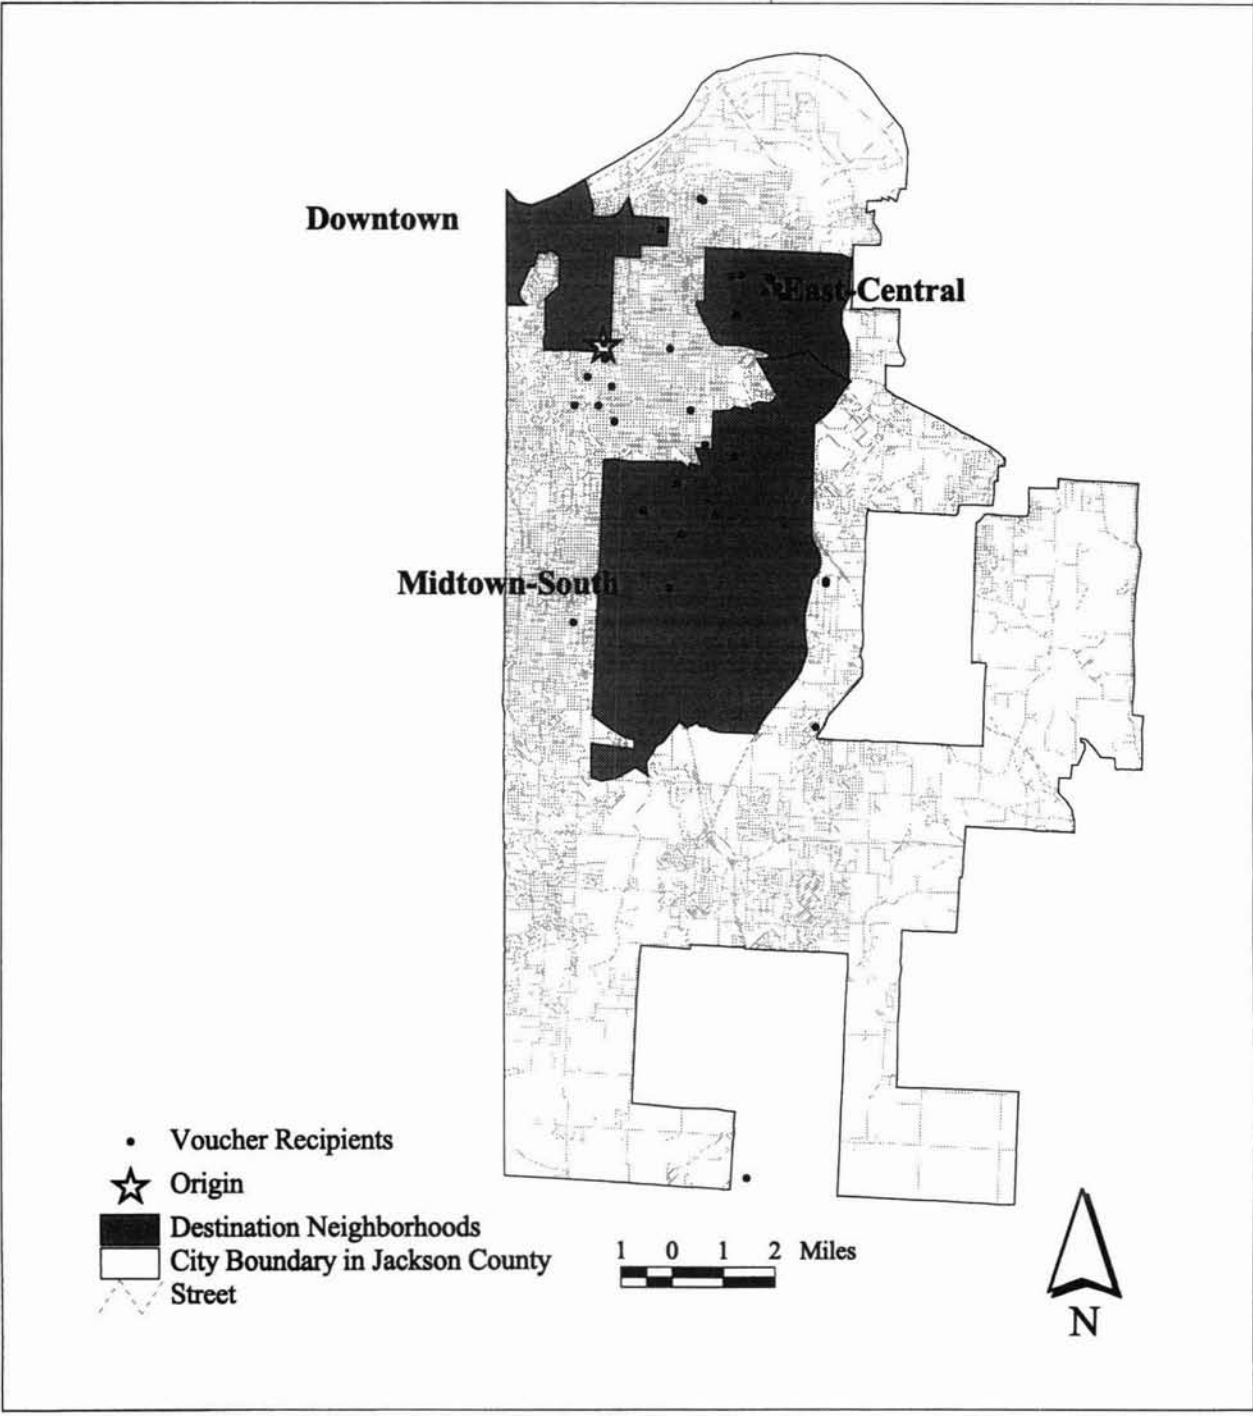 Downtown
East-Central
Midtown-South
Voucher Recipients
Origin
Destination Neighborhoods
City Boundary in Jackson County
Street
1 0 1 2 Miles
N